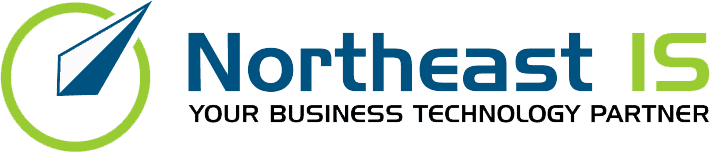 Northeast IS
YOUR BUSINESS TECHNOLOGY PARTNER